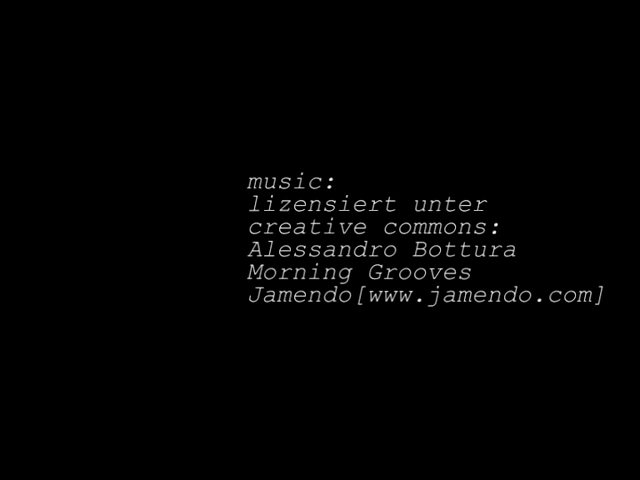 music:
lizensiert unter
creative commons:
Alessandro Bottura
Morning Grooves
Jamendo[www.jamendo.com]